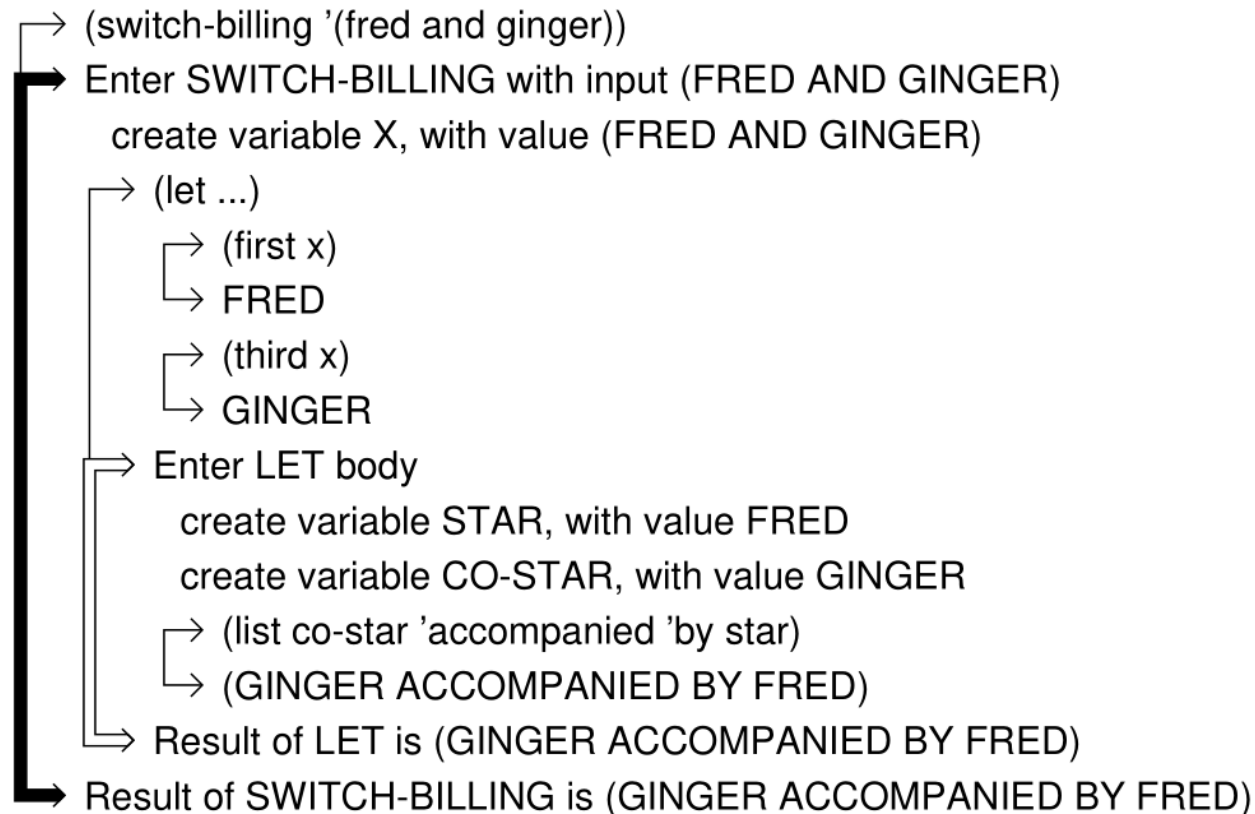 (switch-billing ’(fred and ginger))
Enter SWITCH-BILLING with input (FRED AND GINGER)
create variable X, with value (FRED AND GINGER)
(let ...)
(first x)
FRED
(third x)
GINGER
Enter LET body
create variable STAR, with value FRED
create variable CO-STAR, with value GINGER
(list co-star ’accompanied ’by star)
(GINGER ACCOMPANIED BY FRED)
Result of LET is (GINGER ACCOMPANIED BY FRED)
Result of SWITCH-BILLING is (GINGER ACCOMPANIED BY FRED)